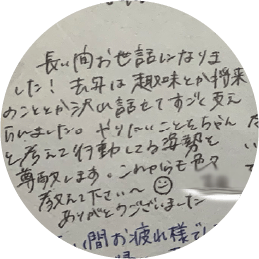 長い間お世話になりま
した！去年は趣味とか将来
のこととか沢山話せてすごく支え
られました。やりたいことをちゃん
と考えて行動してる姿勢を
尊敬します。これからも色々
教えて下さい〜
ありがとうございました
間お疲れ様でし